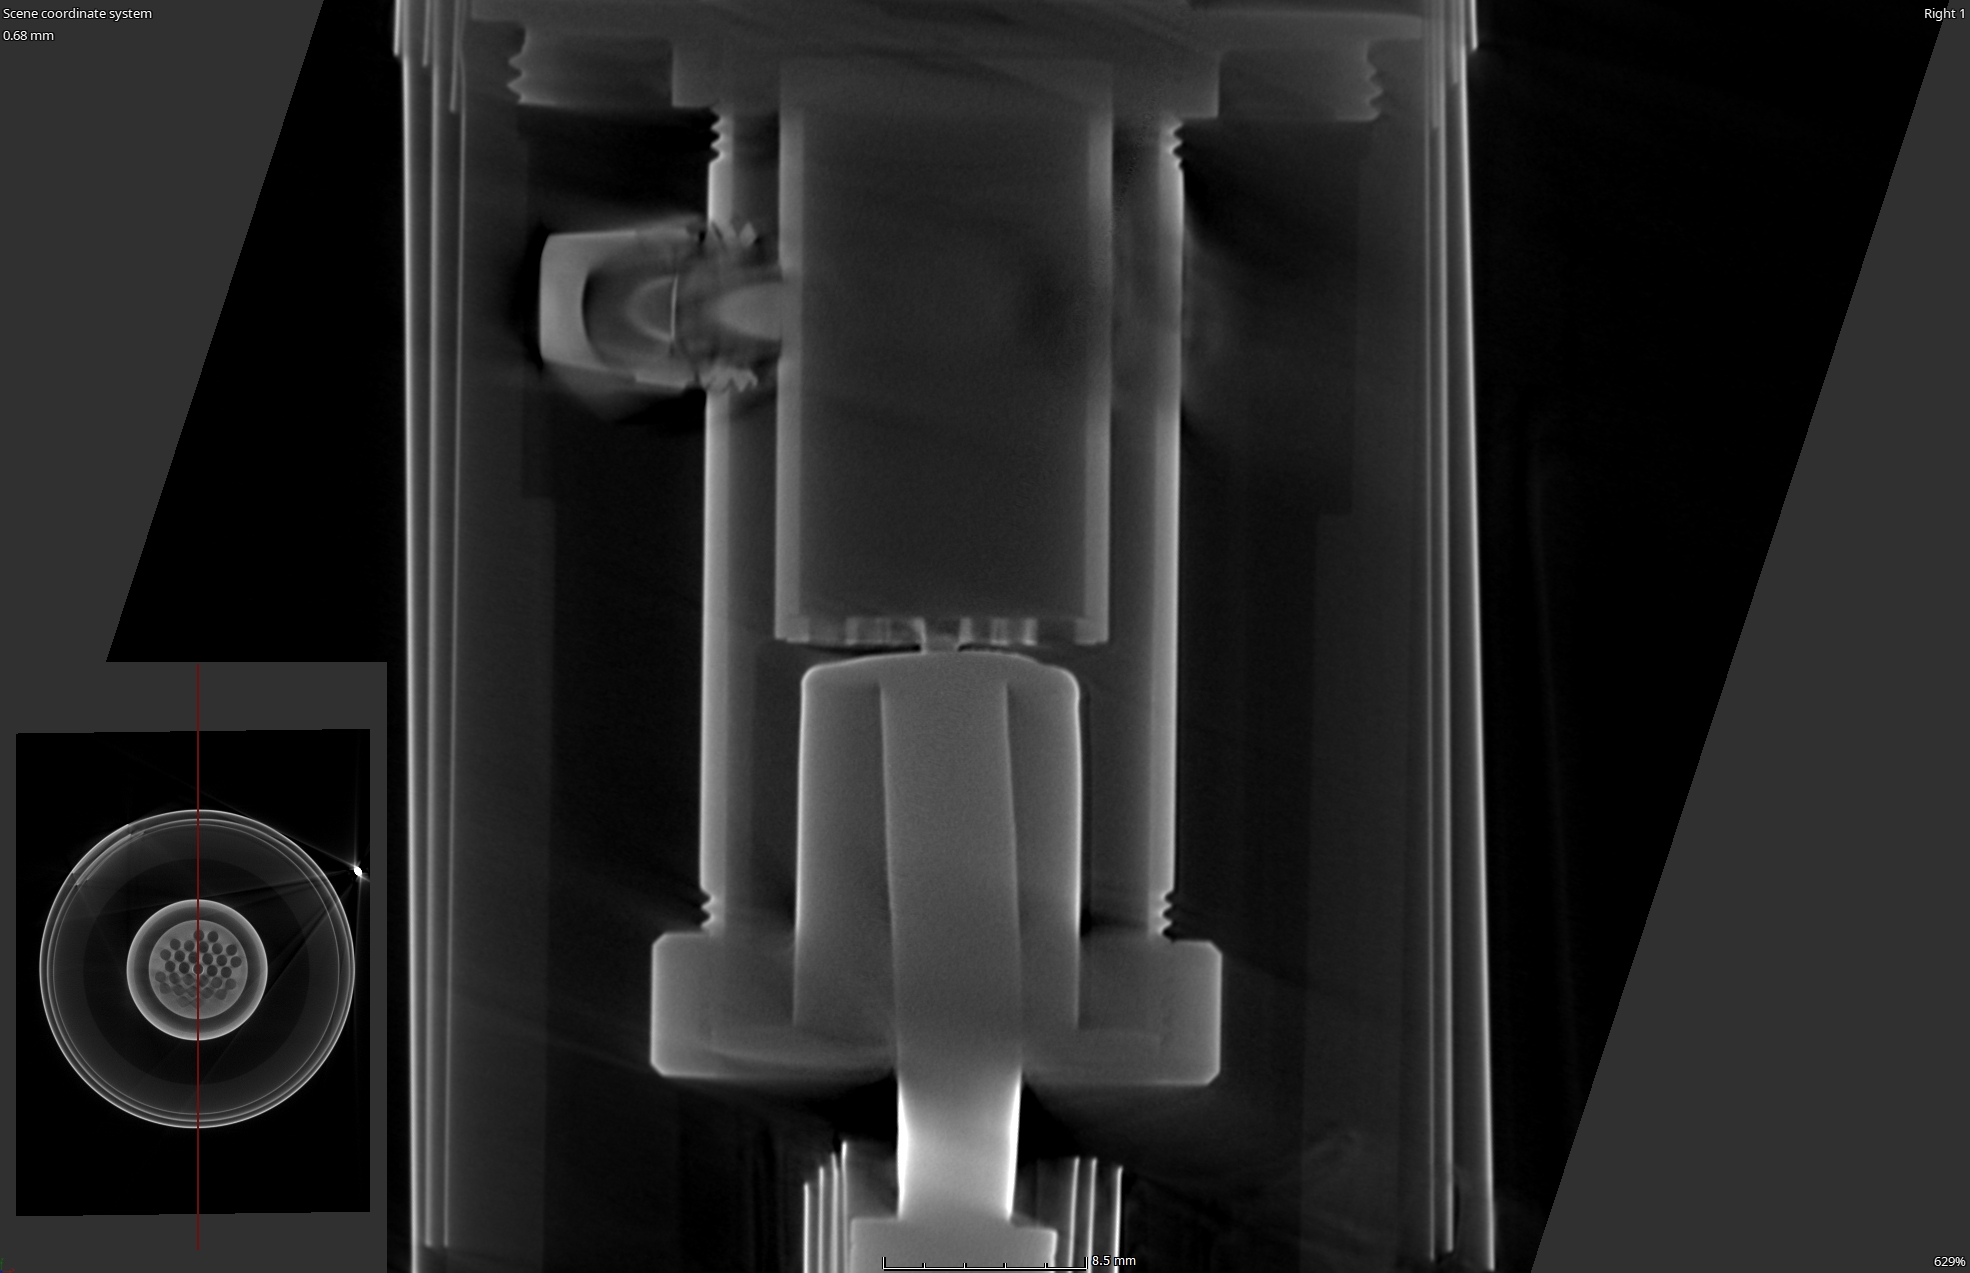 Scene coordinate system
Right 1
0.68 mm
8.5 mm
629%